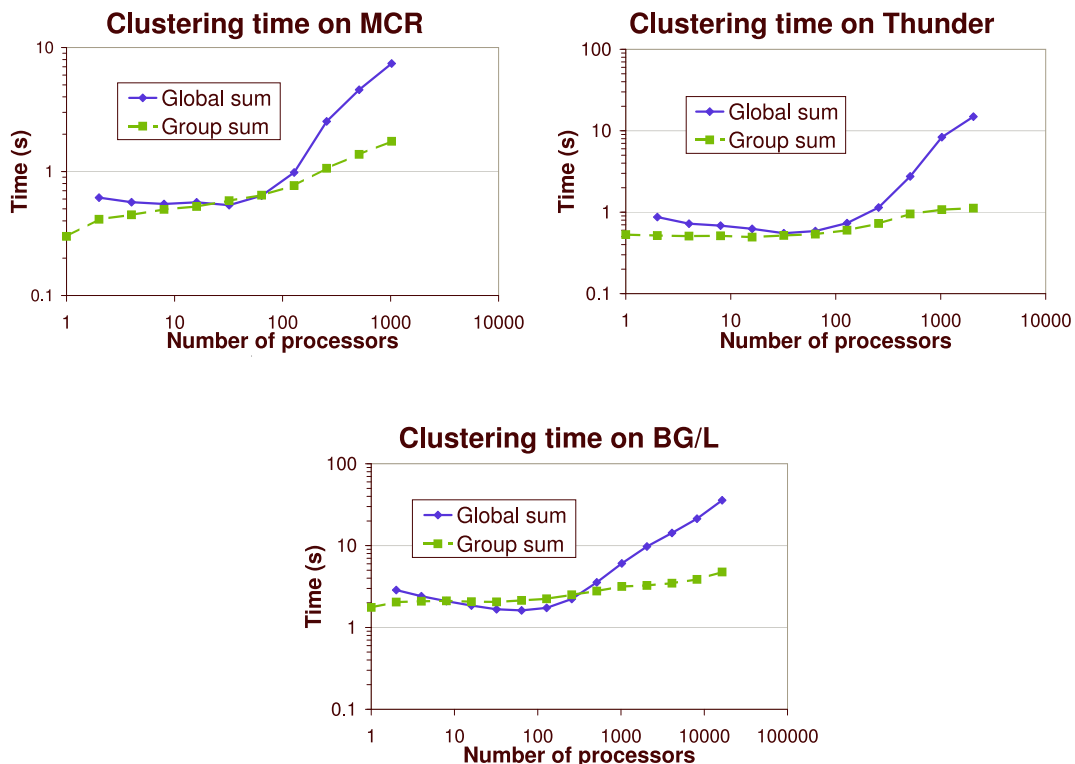 Clustering time on MCR
10
1
0.1
Time (s)
Global sum
Group sum
1 10 100 1000 10000
Number of processors
Clustering time on Thunder
100
10
1
0.1
Time (s)
Global sum
Group sum
1 10 100 1000 10000
Number of processors
Clustering time on BG/L
100
10
1
0.1
Time (s)
Global sum
Group sum
1 10 100 1000 10000 100000
Number of processors